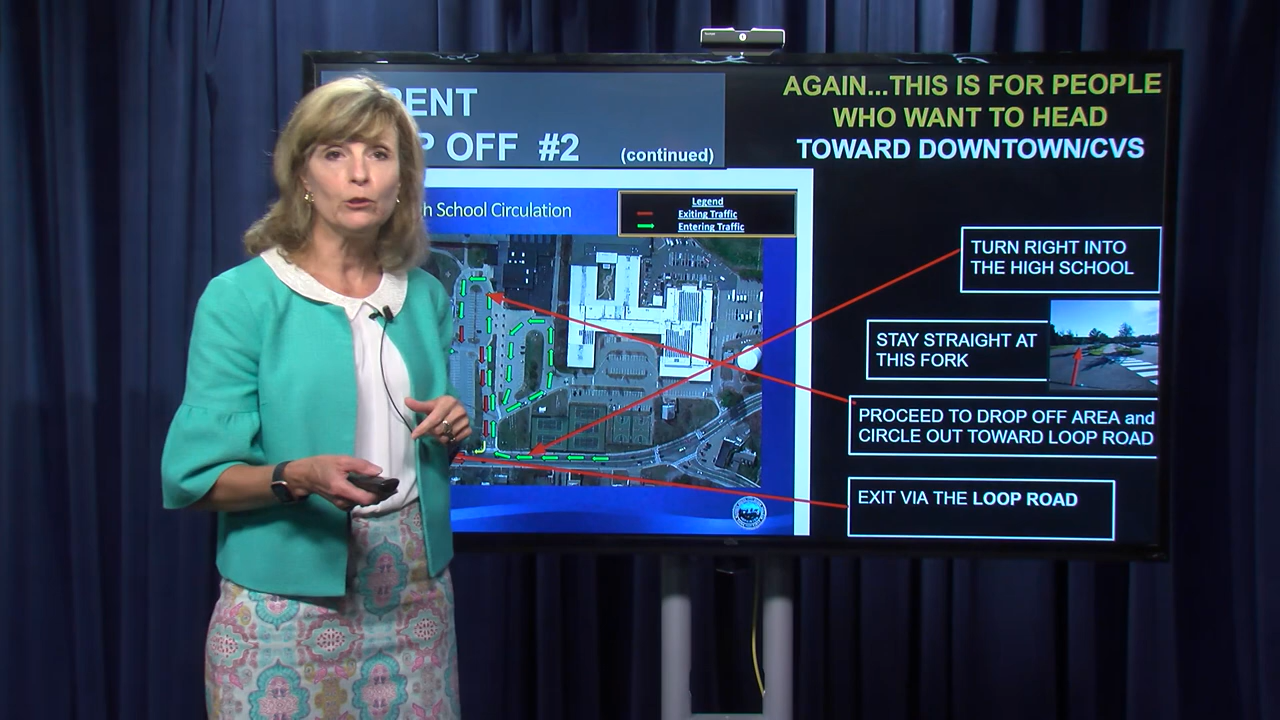 RENT
P OFF #2 (continued)
AGAIN...THIS IS FOR PEOPLE
WHO WANT TO HEAD
TOWARD DOWNTOWN/CVS
h School Circulation
Legend
Exiting Traffic
Entering Traffic
TURN RIGHT INTO
THE HIGH SCHOOL
STAY STRAIGHT AT
THIS FORK
PROCEED TO DROP OFF AREA and
CIRCLE OUT TOWARD LOOP ROAD
EXIT VIA THE LOOP ROAD